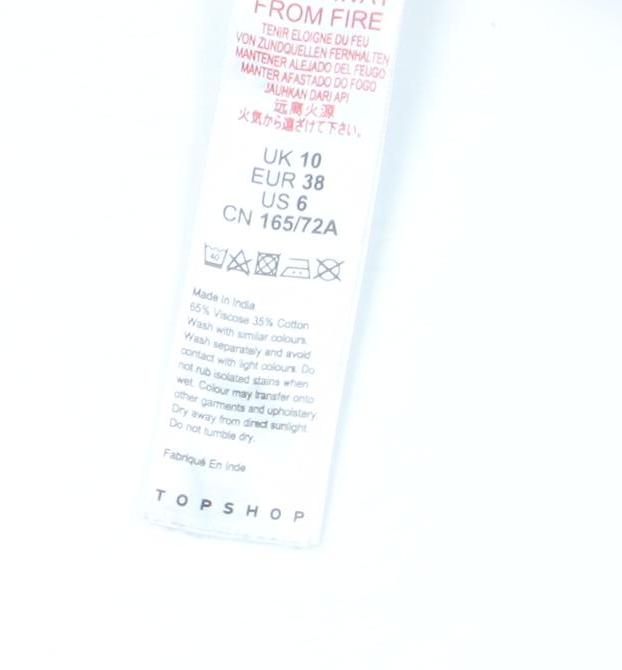 FROM FIRE
TENIR ELOIGNE DU FEU
VON ZUNDQUELLEN FERNHALTEN
MANTENER ALEJADO DEL FEUGO
MANTER AFASTADO DO FOGO
JAUHKAN DARI API
远离火源
火気から遠ざけて下さい。
UK 10
EUR 38
US 6
CN 165/72A
40
Made in India
65% Viscose 35% Cotton
Wash with similar colours.
Wash separately and avoid
contact with light colours. Do
not rub isolated stains when
wet. Colour may transfer onto
other garments and upholstery.
Dry away from direct sunlight.
Do not tumble dry.
Fabriqué En Inde
TOPSHOP